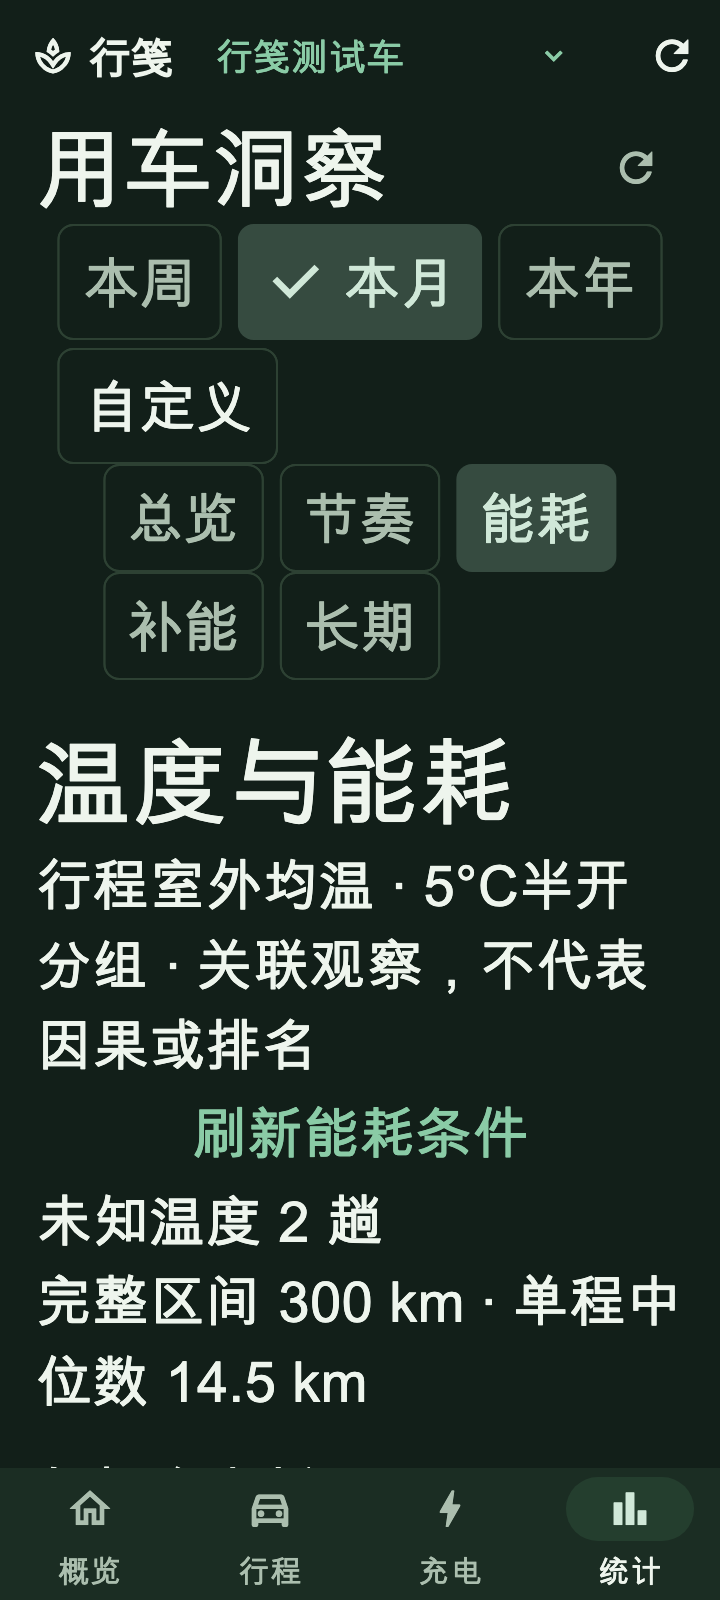 行笺 行笺测试车
用车洞察
本周 本月 本年
自定义
总览 节奏 能耗
补能 长期
温度与能耗
行程室外均温 · 5°C半开
分组 · 关联观察，不代表
因果或排名
刷新能耗条件
未知温度 2 趟
完整区间 300 km · 单程中
位数 14.5 km
概览 行程 充电 统计